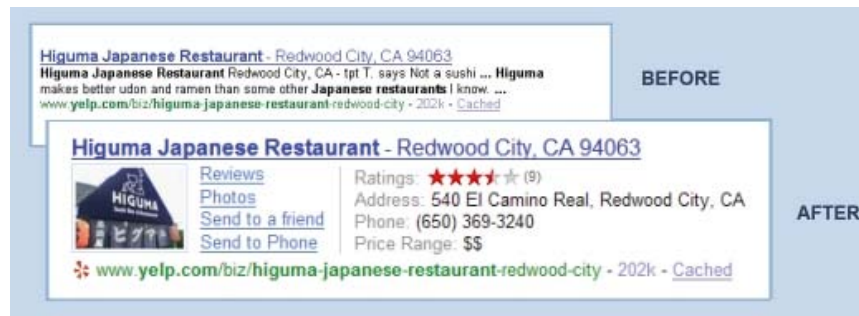 Higuma Japanese Restaurant - Redwood City, CA 94063
Higuma Japanese Restaurant Redwood City, CA - tpt T. says Not a sushi ... Higuma
makes better udon and ramen than some other Japanese restaurants I know. ...
www.yelp.com/biz/higuma-japanese-restaurant-redwood-city - 202k - Cached
BEFORE
Higuma Japanese Restaurant - Redwood City, CA 94063
HIGUMA
ヒグマ
Reviews
Photos
Send to a friend
Send to Phone
Ratings: (9)
Address: 540 El Camino Real, Redwood City, CA
Phone: (650) 369-3240
Price Range: $$
www.yelp.com/biz/higuma-japanese-restaurant-redwood-city - 202k - Cached
AFTER